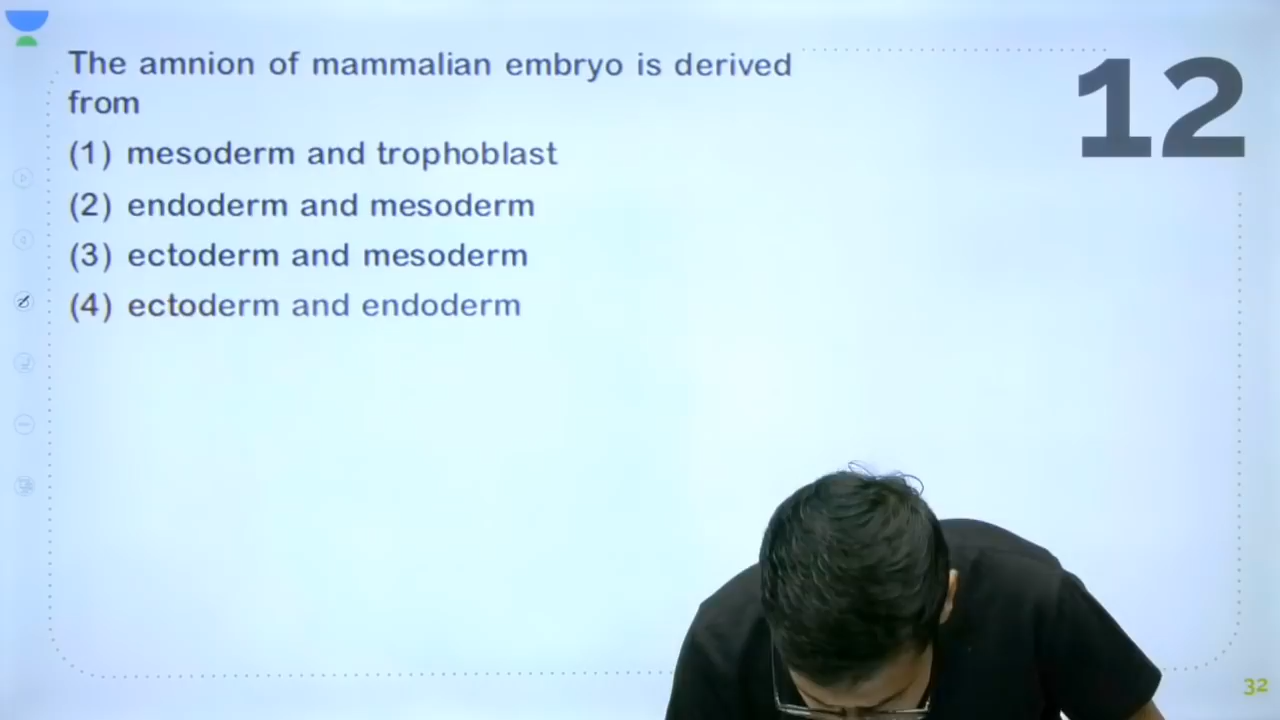 The amnion of mammalian embryo is derived
from
(1) mesoderm and trophoblast
(2) endoderm and mesoderm
(3) ectoderm and mesoderm
(4) ectoderm and endoderm
12
32